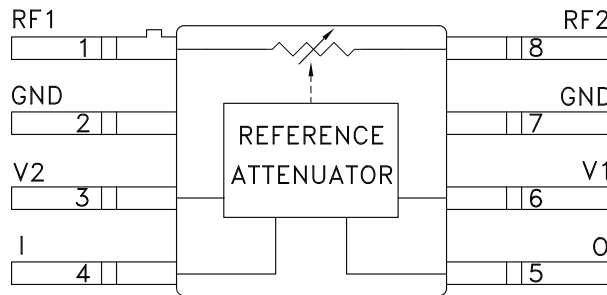 RF1
1
RF2
8
GND
2
GND
7
REFERENCE
ATTENUATOR
V2
3
V1
6
I
4
O
5